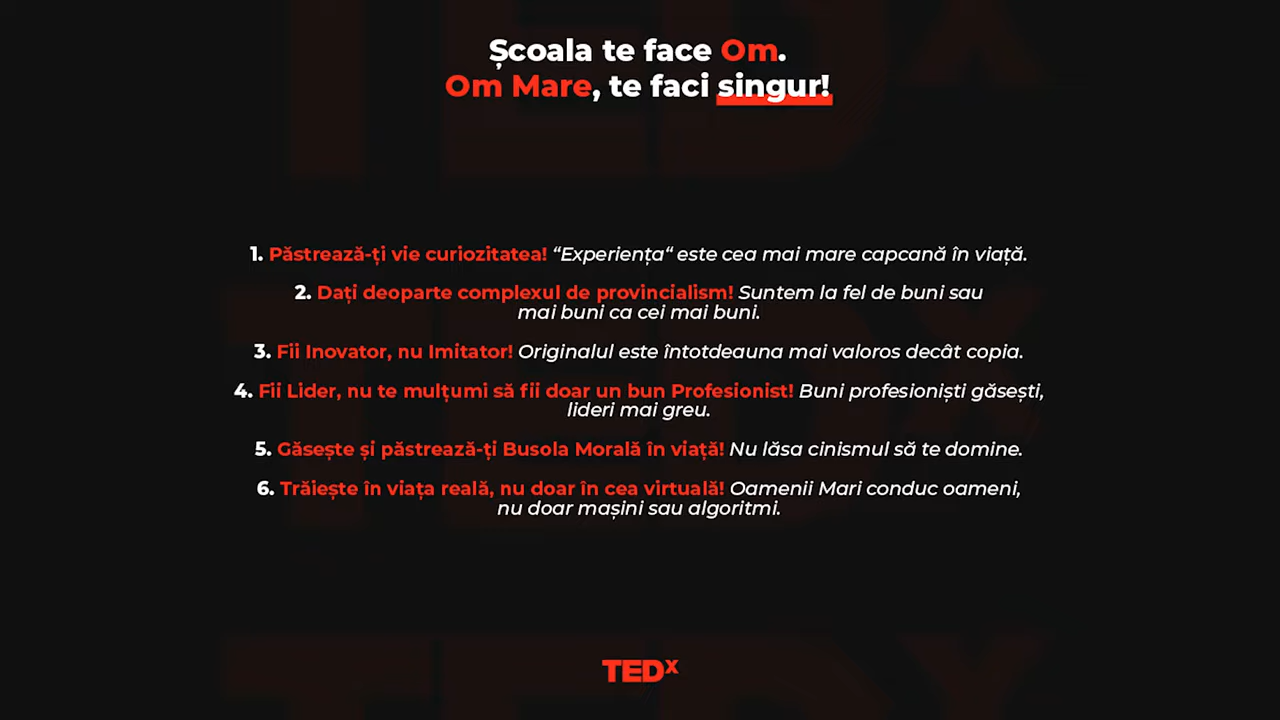 Școala te face Om.
Om Mare, te faci singur!
1. Păstrează-ți vie curiozitatea! “Experiența“ este cea mai mare capcană în viață.
2. Dați deoparte complexul de provincialism! Suntem la fel de buni sau
mai buni ca cei mai buni.
3. Fii Inovator, nu Imitator! Originalul este întotdeauna mai valoros decât copia.
4. Fii Lider, nu te mulțumi să fii doar un bun Profesionist! Buni profesioniști găsești,
lideri mai greu.
5. Găsește și păstrează-ți Busola Morală în viață! Nu lăsa cinismul să te domine.
6. Trăiește în viața reală, nu doar în cea virtuală! Oamenii Mari conduc oameni,
nu doar mașini sau algoritmi.
TEDx